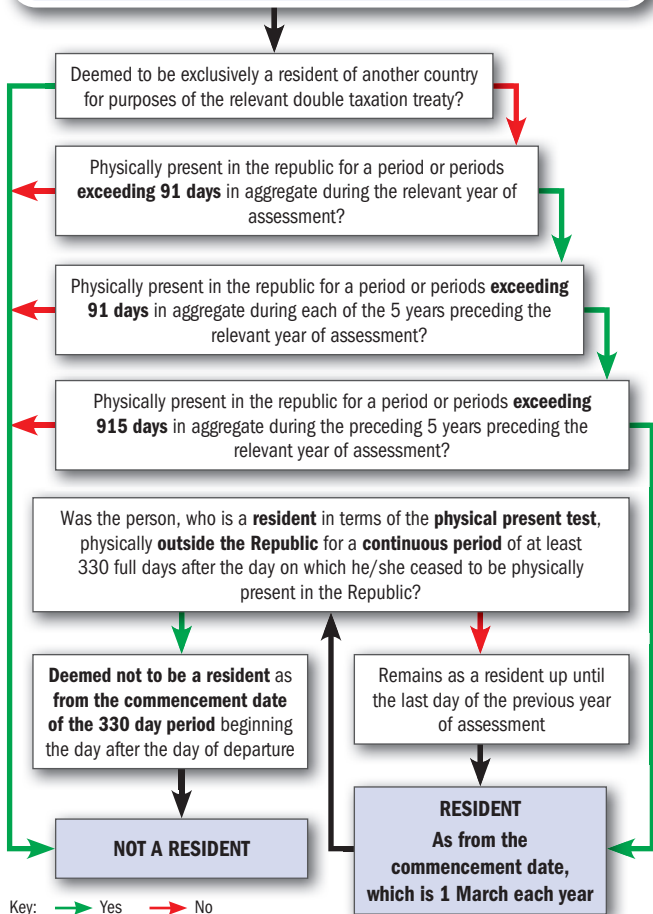 Deemed to be exclusively a resident of another country
for purposes of the relevant double taxation treaty?
Physically present in the republic for a period or periods
exceeding 91 days in aggregate during the relevant year of
assessment?
Physically present in the republic for a period or periods exceeding
91 days in aggregate during each of the 5 years preceding the
relevant year of assessment?
Physically present in the republic for a period or periods exceeding
915 days in aggregate during the preceding 5 years preceding the
relevant year of assessment?
Was the person, who is a resident in terms of the physical present test,
physically outside the Republic for a continuous period of at least
330 full days after the day on which he/she ceased to be physically
present in the Republic?
Deemed not to be a resident as
from the commencement date
of the 330 day period beginning
the day after the day of departure
Remains as a resident up until
the last day of the previous year
of assessment
NOT A RESIDENT
RESIDENT
As from the
commencement date,
which is 1 March each year
Key: Yes No